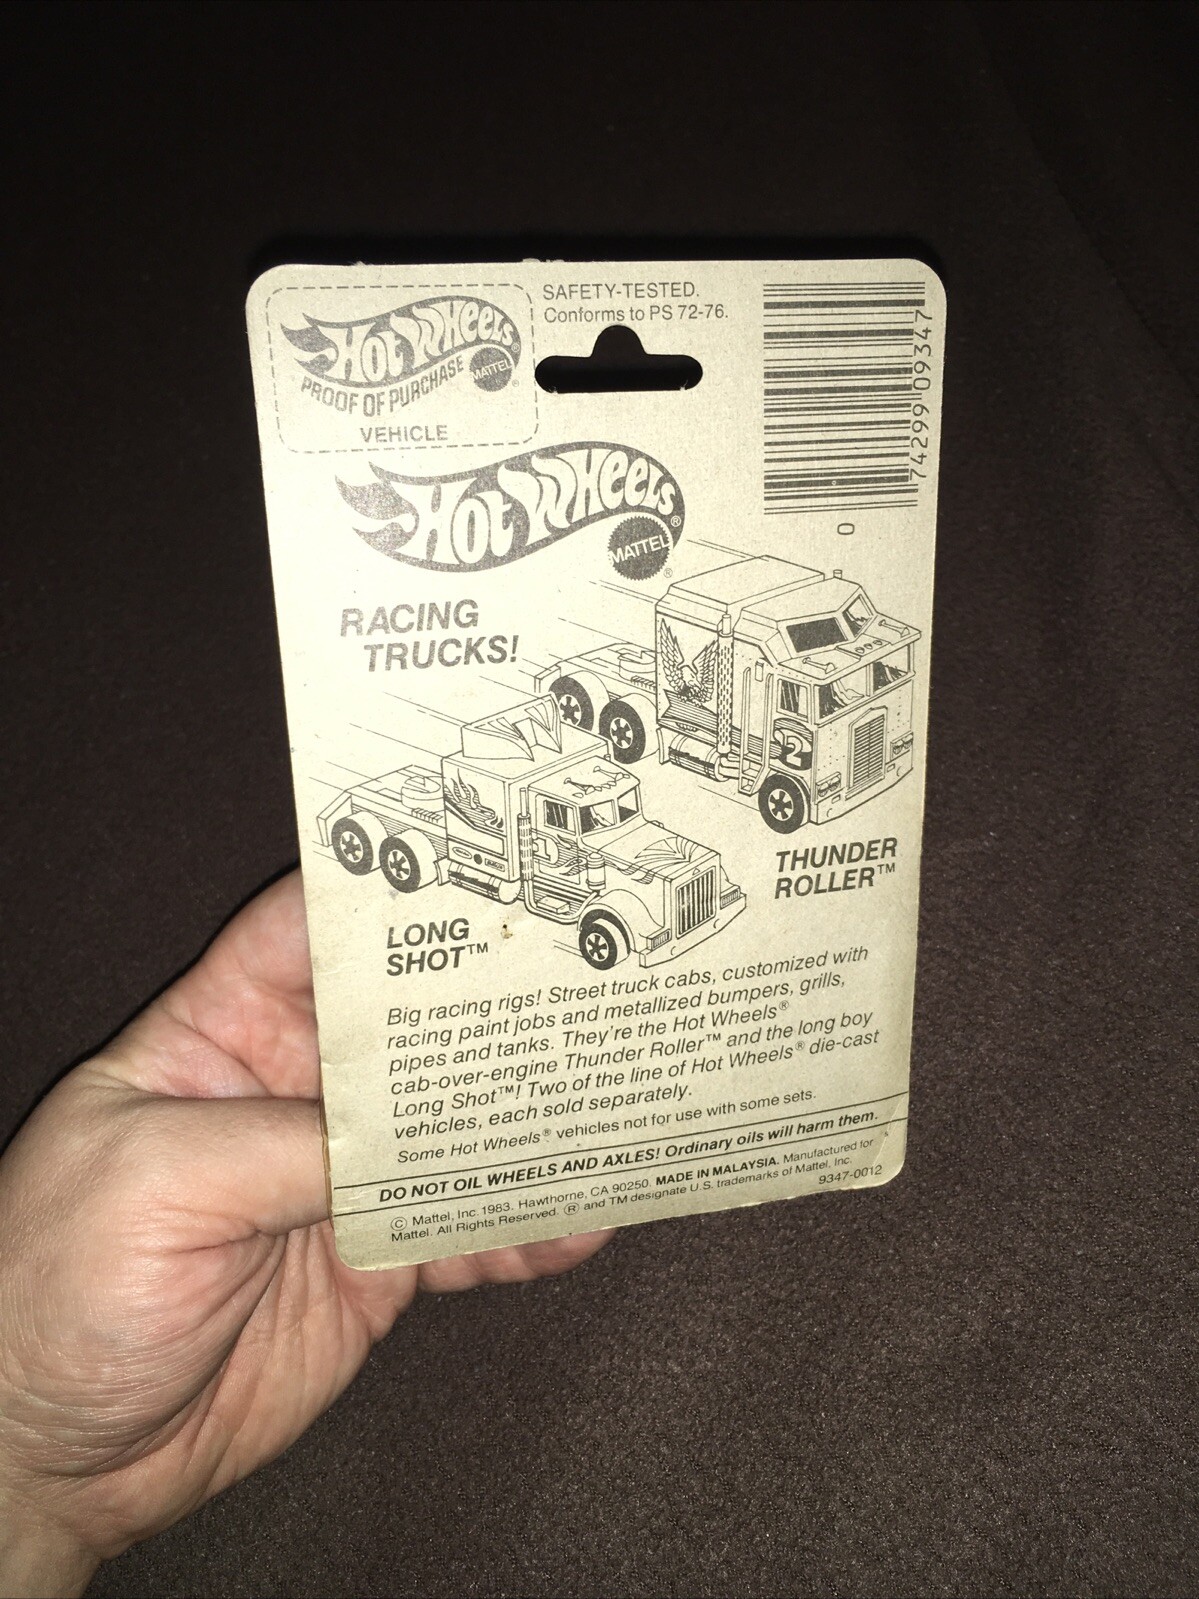 Hot Wheels®
PROOF OF PURCHASE
MATTEL®
VEHICLE
SAFETY-TESTED.
Conforms to PS 72-76.
74299 09347
0
Hot Wheels®
MATTEL®
RACING
TRUCKS!
2
1
THUNDER
ROLLER™
LONG
SHOT™
Big racing rigs! Street truck cabs, customized with
racing paint jobs and metallized bumpers, grills,
pipes and tanks. They're the Hot Wheels®
cab-over-engine Thunder Roller™ and the long boy
Long Shot™! Two of the line of Hot Wheels® die-cast
vehicles, each sold separately.
Some Hot Wheels® vehicles not for use with some sets.
DO NOT OIL WHEELS AND AXLES! Ordinary oils will harm them.
© Mattel, Inc. 1983. Hawthorne, CA 90250. MADE IN MALAYSIA. Manufactured for
Mattel. All Rights Reserved. ® and TM designate U.S. trademarks of Mattel, Inc.
9347-0012